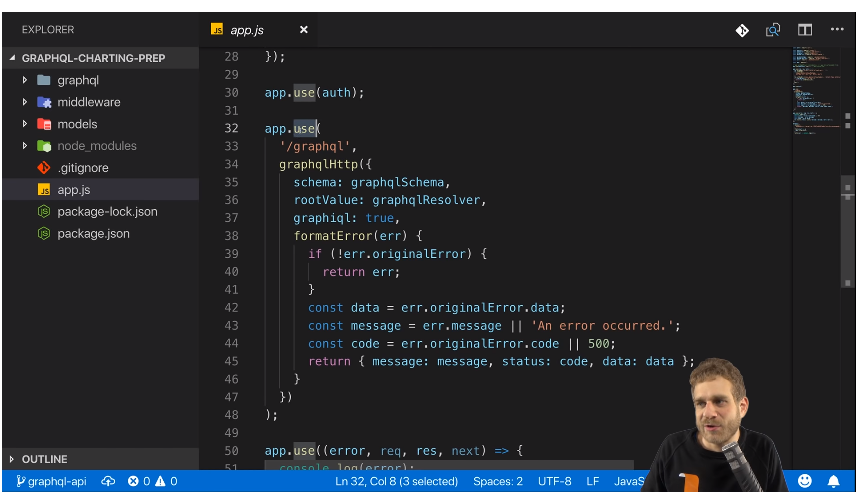 EXPLORER
JS app.js
GRAPHQL-CHARTING-PREP
graphql
middleware
models
node_modules
.gitignore
JS app.js
package-lock.json
package.json
OUTLINE
28 });
29
30 app.use(auth);
31
32 app.use(
33 '/graphql',
34 graphqlHttp({
35 schema: graphqlSchema,
36 rootValue: graphqlResolver,
37 graphiql: true,
38 formatError(err) {
39 if (!err.originalError) {
40 return err;
41 }
42 const data = err.originalError.data;
43 const message = err.message || 'An error occurred.';
44 const code = err.originalError.code || 500;
45 return { message: message, status: code, data: data };
46 }
47 })
48 );
49
50 app.use((error, req, res, next) => {
51 console.log(error);
graphql-api 0 0 Ln 32, Col 8 (3 selected) Spaces: 2 UTF-8 LF JavaS